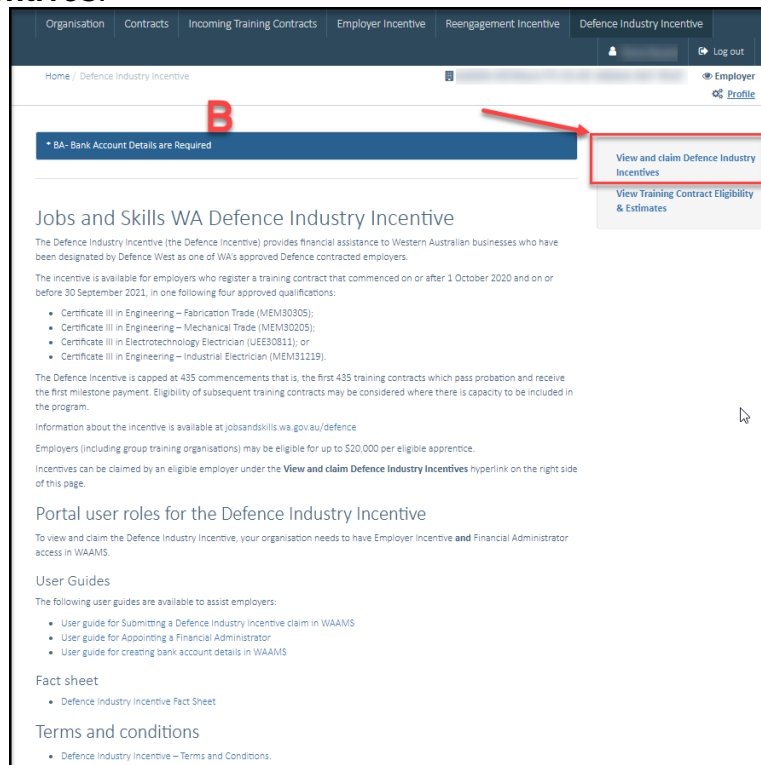 Organisation Contracts Incoming Training Contracts Employer Incentive Reengagement Incentive Defence Industry Incentive
Log out
Home / Defence Industry Incentive
Employer
Profile
B
* BA- Bank Account Details are Required
View and claim Defence Industry
Incentives
View Training Contract Eligibility
& Estimates
Jobs and Skills WA Defence Industry Incentive
The Defence Industry Incentive (the Defence Incentive) provides financial assistance to Western Australian businesses who have
been designated by Defence West as one of WA's approved Defence contracted employers.
The incentive is available for employers who register a training contract that commenced on or after 1 October 2020 and on or
before 30 September 2021, in one following four approved qualifications:
• Certificate III in Engineering – Fabrication Trade (MEM30305);
• Certificate III in Engineering – Mechanical Trade (MEM30205);
• Certificate III in Electrotechnology Electrician (UEE30811); or
• Certificate III in Engineering – Industrial Electrician (MEM31219).
The Defence Incentive is capped at 435 commencements that is, the first 435 training contracts which pass probation and receive
the first milestone payment. Eligibility of subsequent training contracts may be considered where there is capacity to be included in
the program.
Information about the incentive is available at jobsandskills.wa.gov.au/defence
Employers (including group training organisations) may be eligible for up to $20,000 per eligible apprentice.
Incentives can be claimed by an eligible employer under the View and claim Defence Industry Incentives hyperlink on the right side
of this page.
Portal user roles for the Defence Industry Incentive
To view and claim the Defence Industry Incentive, your organisation needs to have Employer Incentive and Financial Administrator
access in WAAMS.
User Guides
The following user guides are available to assist employers:
• User guide for Submitting a Defence Industry Incentive claim in WAAMS
• User guide for Appointing a Financial Administrator
• User guide for creating bank account details in WAAMS
Fact sheet
• Defence Industry Incentive Fact Sheet
Terms and conditions
• Defence Industry Incentive – Terms and Conditions.